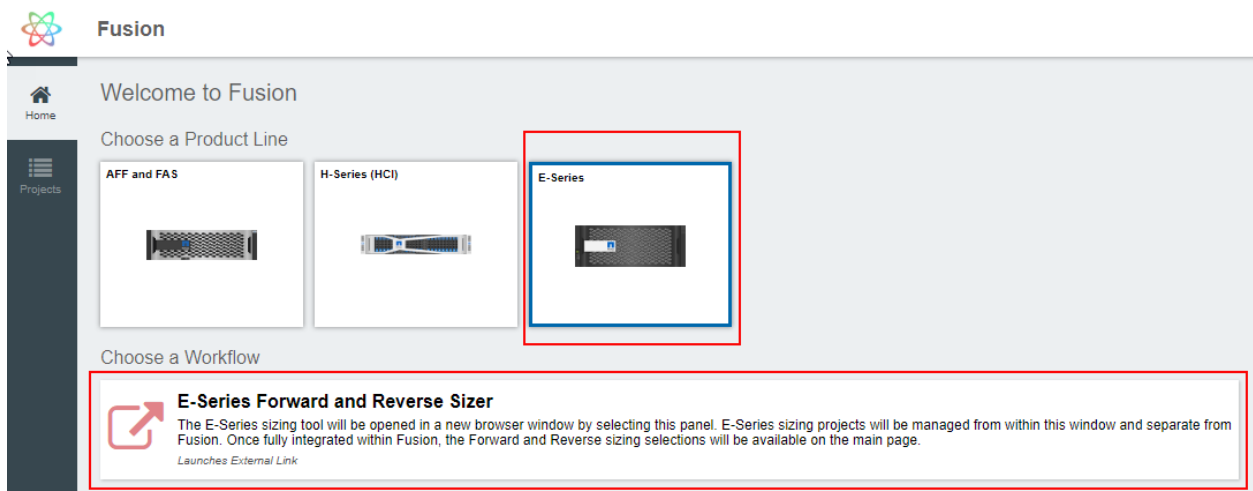 Fusion
Home
Projects
Welcome to Fusion
Choose a Product Line
AFF and FAS
H-Series (HCI)
E-Series
Choose a Workflow
E-Series Forward and Reverse Sizer
The E-Series sizing tool will be opened in a new browser window by selecting this panel. E-Series sizing projects will be managed from within this window and separate from
Fusion. Once fully integrated within Fusion, the Forward and Reverse sizing selections will be available on the main page.
Launches External Link